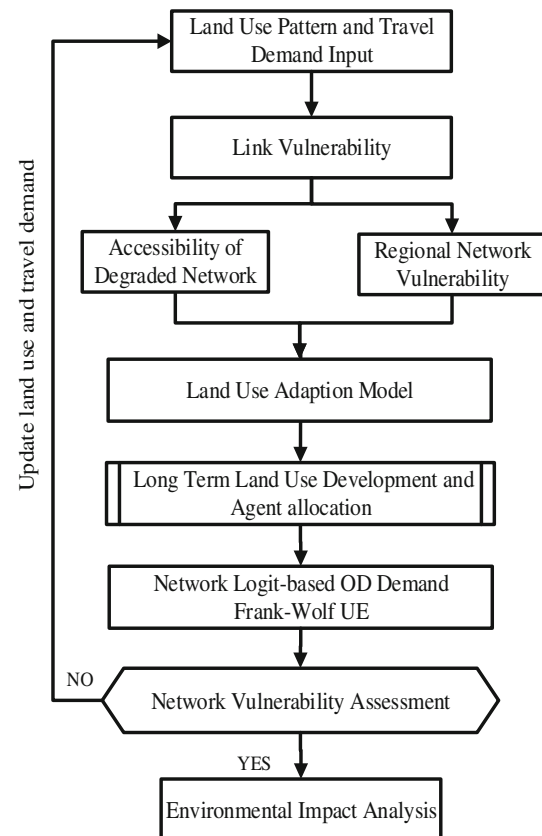 Land Use Pattern and Travel
Demand Input
Link Vulnerability
Accessibility of
Degraded Network
Regional Network
Vulnerability
Land Use Adaption Model
Long Term Land Use Development and
Agent allocation
Network Logit-based OD Demand
Frank-Wolf UE
Network Vulnerability Assessment
NO
YES
Environmental Impact Analysis
Update land use and travel demand